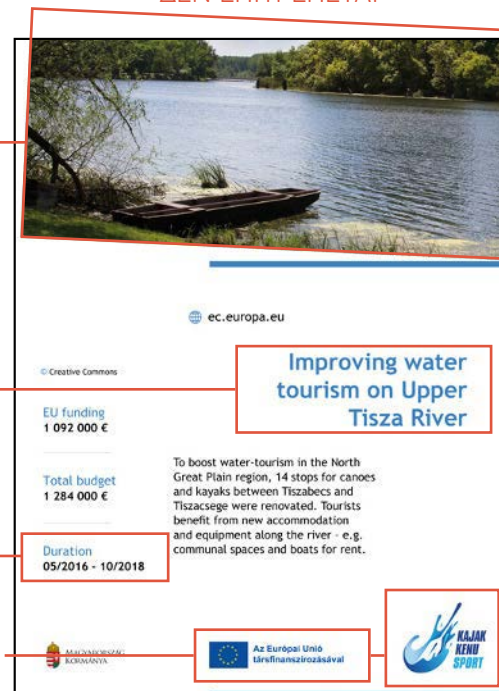 ec.europa.eu
© Creative Commons
Improving water
tourism on Upper
Tisza River
EU funding
1 092 000 €
Total budget
1 284 000 €
Duration
05/2016 - 10/2018
To boost water-tourism in the North
Great Plain region, 14 stops for canoes
and kayaks between Tiszabecs and
Tiszacsege were renovated. Tourists
benefit from new accommodation
and equipment along the river - e.g.
communal spaces and boats for rent.
MAGYARORSZÁG
KORMÁNYA
Az Európai Unió
társfinanszírozásával
KAJAK
KENU
SPORT